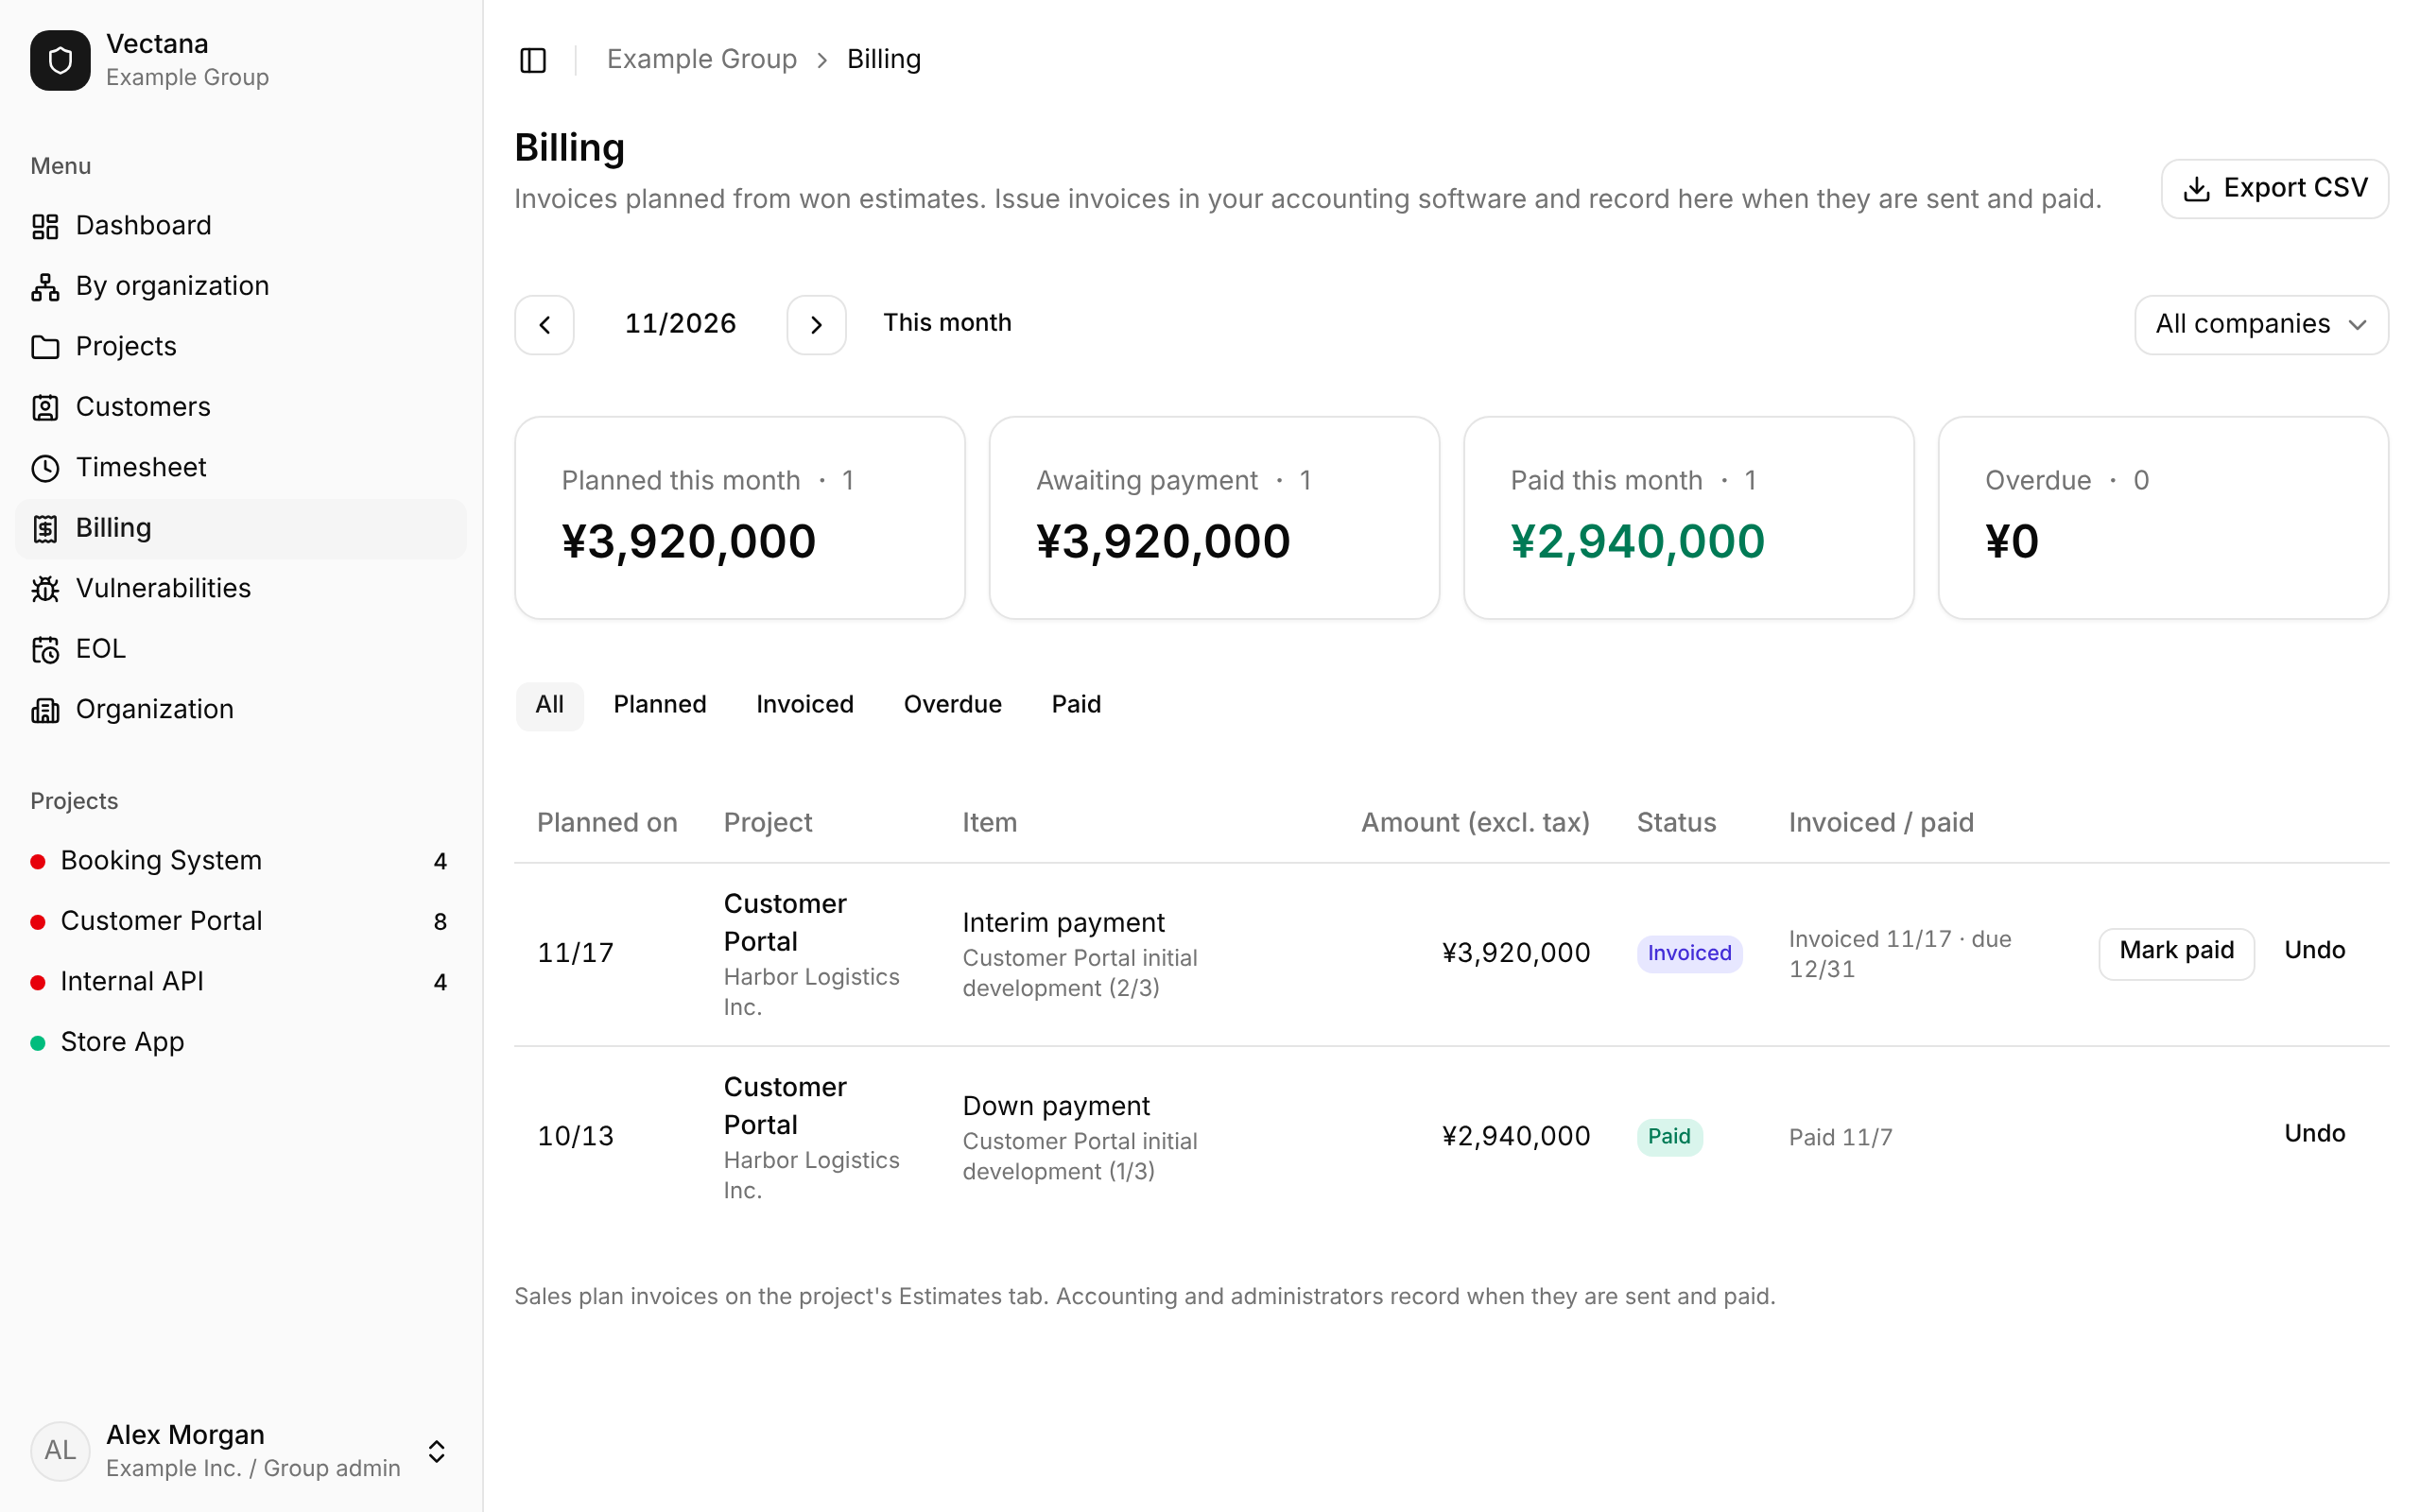 Vectana
Example Group
Menu
Dashboard
By organization
Projects
Customers
Timesheet
Billing
Vulnerabilities
EOL
Organization
Projects
Booking System 4
Customer Portal 8
Internal API 4
Store App
AL
Alex Morgan
Example Inc. / Group admin
Example Group > Billing
Billing
Invoices planned from won estimates. Issue invoices in your accounting software and record here when they are sent and paid.
Export CSV
11/2026
This month
All companies
Planned this month · 1
¥3,920,000
Awaiting payment · 1
¥3,920,000
Paid this month · 1
¥2,940,000
Overdue · 0
¥0
All Planned Invoiced Overdue Paid
Planned on Project Item Amount (excl. tax) Status Invoiced / paid
11/17
Customer
Portal
Harbor Logistics
Inc.
Interim payment
Customer Portal initial
development (2/3)
¥3,920,000
Invoiced
Invoiced 11/17 · due
12/31
Mark paid
Undo
10/13
Customer
Portal
Harbor Logistics
Inc.
Down payment
Customer Portal initial
development (1/3)
¥2,940,000
Paid
Paid 11/7
Undo
Sales plan invoices on the project's Estimates tab. Accounting and administrators record when they are sent and paid.